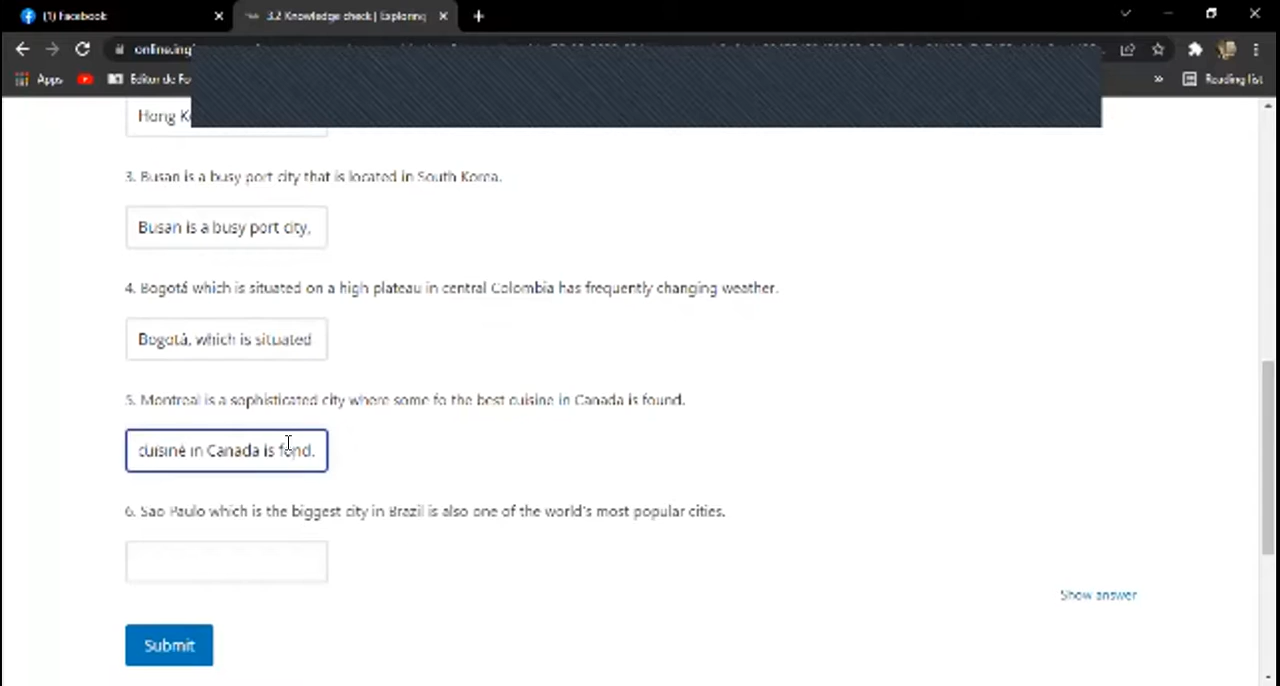 (1) Facebook
3.2 Knowledge check | Exploring
Apps
Editor de Fo
Reading list
Hong K
3. Busan is a busy port city that is located in South Korea.
Busan is a busy port city,
4. Bogotá which is situated on a high plateau in central Colombia has frequently changing weather.
Bogotá, which is situated
5. Montreal is a sophisticated city where some fo the best cuisine in Canada is found.
cuisine in Canada is fond.
6. Sao Paulo which is the biggest city in Brazil is also one of the world's most popular cities.
Show answer
Submit